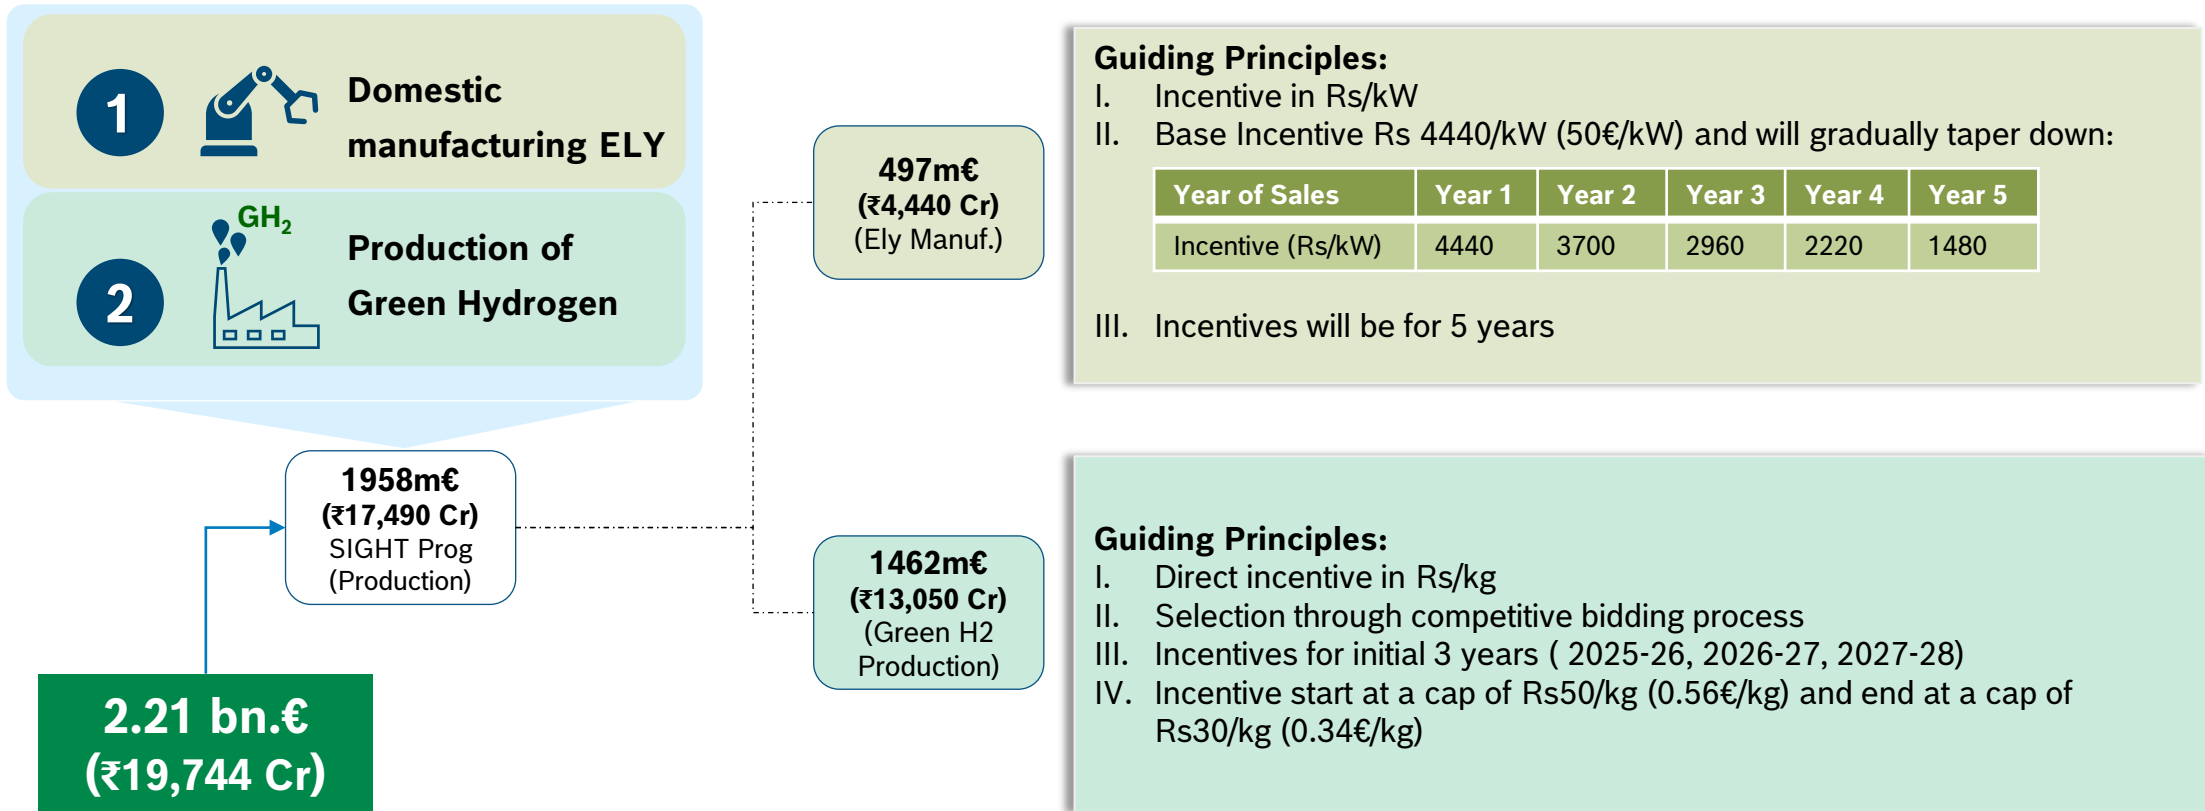 1
Domestic
manufacturing ELY
GH₂
2
Production of
Green Hydrogen
1958m€
(₹17,490 Cr)
SIGHT Prog
(Production)
2.21 bn.€
(₹19,744 Cr)
497m€
(₹4,440 Cr)
(Ely Manuf.)
1462m€
(₹13,050 Cr)
(Green H2
Production)
Guiding Principles:
I. Incentive in Rs/kW
II. Base Incentive Rs 4440/kW (50€/kW) and will gradually taper down:
Year of Sales Year 1 Year 2 Year 3 Year 4 Year 5
Incentive (Rs/kW) 4440 3700 2960 2220 1480
III. Incentives will be for 5 years
Guiding Principles:
I. Direct incentive in Rs/kg
II. Selection through competitive bidding process
III. Incentives for initial 3 years ( 2025-26, 2026-27, 2027-28)
IV. Incentive start at a cap of Rs50/kg (0.56€/kg) and end at a cap of
Rs30/kg (0.34€/kg)